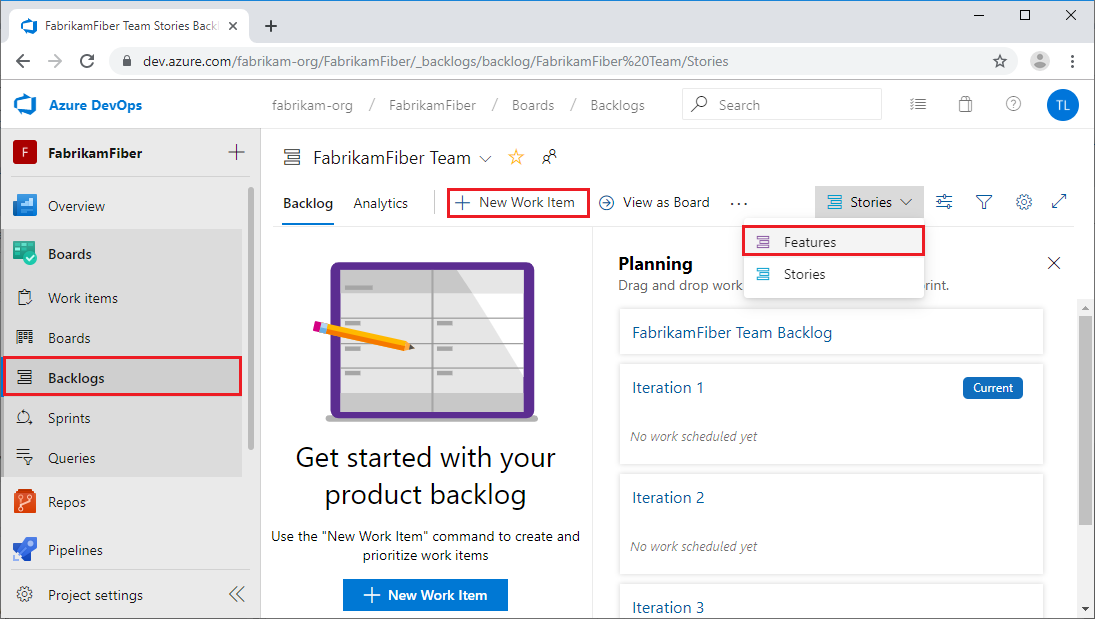 FabrikamFiber Team Stories Backl
dev.azure.com/fabrikam-org/FabrikamFiber/_backlogs/backlog/FabrikamFiber%20Team/Stories
Azure DevOps
fabrikam-org / FabrikamFiber / Boards / Backlogs
Search
TL
F FabrikamFiber
Overview
Boards
Work items
Boards
Backlogs
Sprints
Queries
Repos
Pipelines
Project settings
FabrikamFiber Team
Backlog Analytics New Work Item View as Board ... Stories
Features
Stories
Get started with your
product backlog
Use the "New Work Item" command to create and
prioritize work items
New Work Item
Planning
Drag and drop work rint.
FabrikamFiber Team Backlog
Iteration 1 Current
No work scheduled yet
Iteration 2
No work scheduled yet
Iteration 3